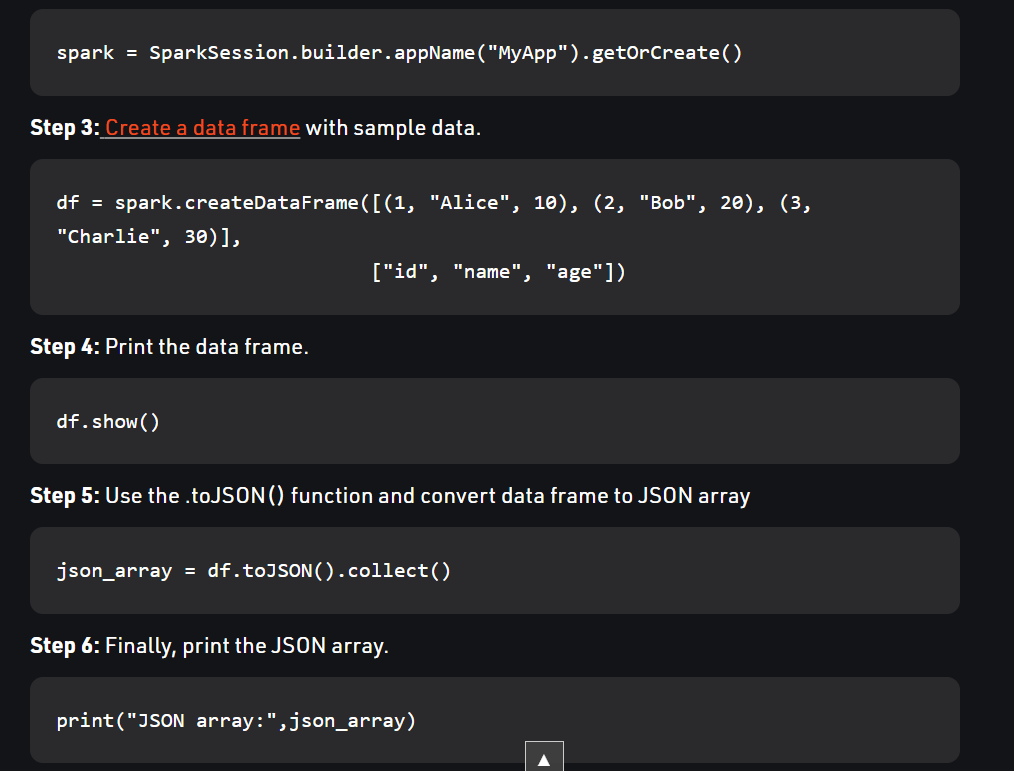 spark = SparkSession.builder.appName("MyApp").getOrCreate()
Step 3: Create a data frame with sample data.
df = spark.createDataFrame([(1, "Alice", 10), (2, "Bob", 20), (3,
"Charlie", 30)],
["id", "name", "age"])
Step 4: Print the data frame.
df.show()
Step 5: Use the .toJSON() function and convert data frame to JSON array
json_array = df.toJSON().collect()
Step 6: Finally, print the JSON array.
print("JSON array:",json_array)